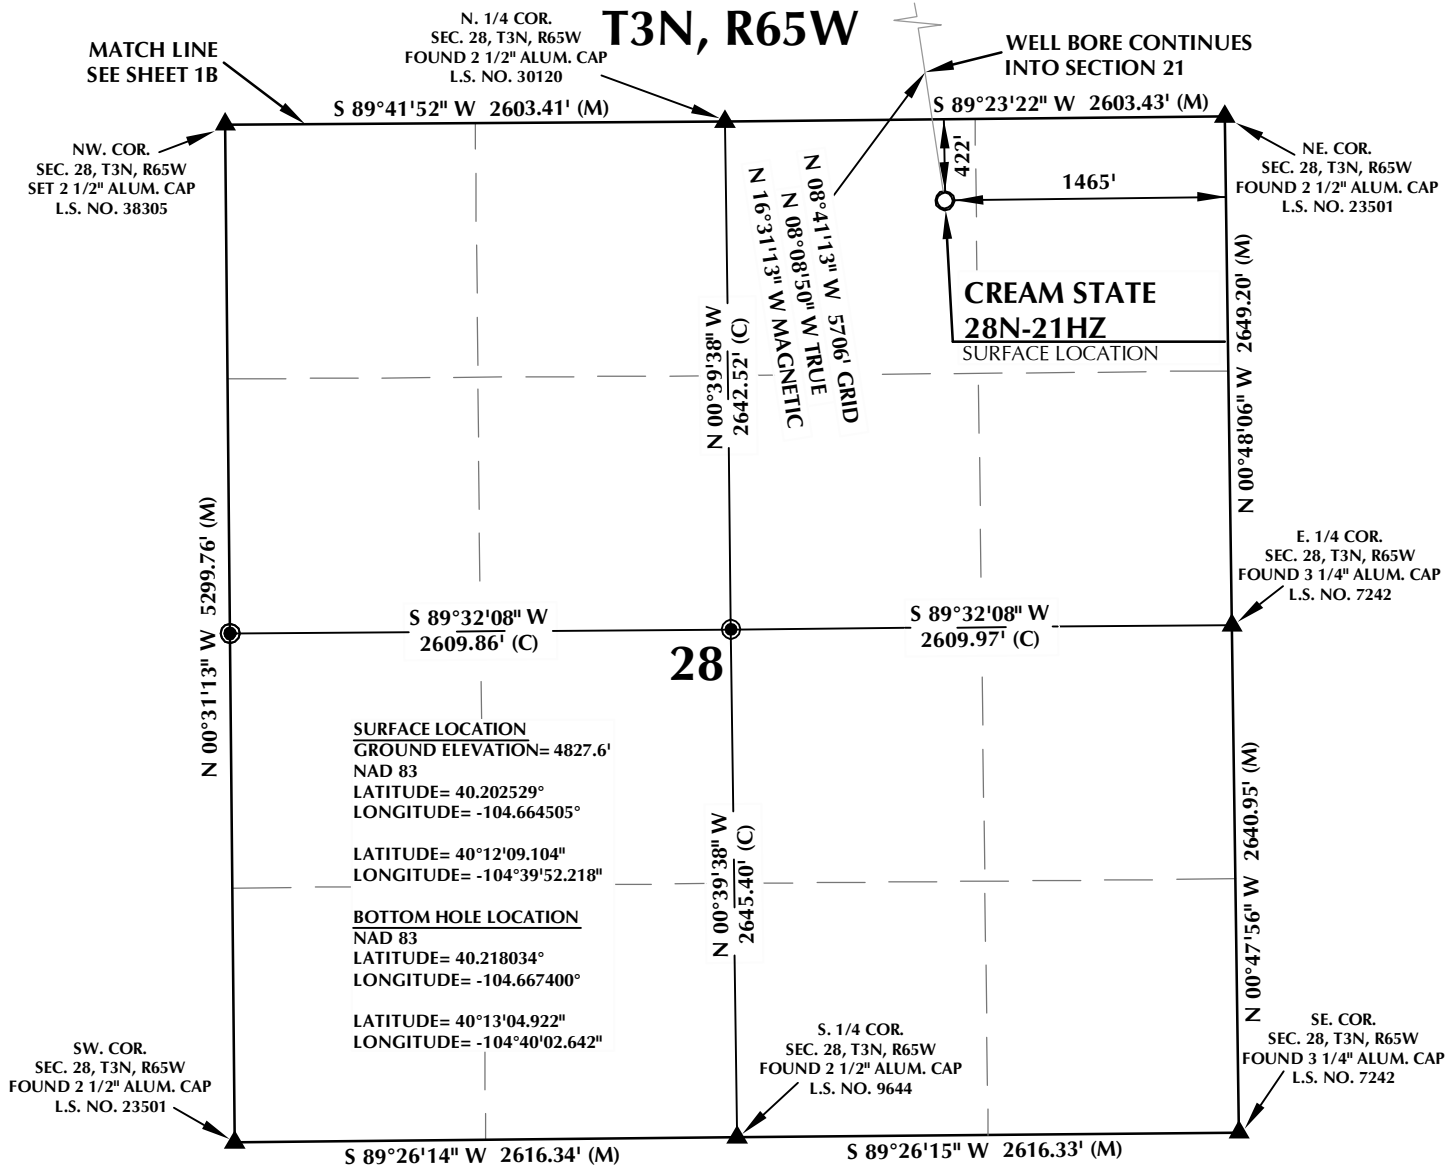 T3N, R65W
N. 1/4 COR.
SEC. 28, T3N, R65W
FOUND 2 1/2" ALUM. CAP
L.S. NO. 30120
MATCH LINE
SEE SHEET 1B
WELL BORE CONTINUES
INTO SECTION 21
S 89°41'52" W 2603.41' (M)
S 89°23'22" W 2603.43' (M)
NW. COR.
SEC. 28, T3N, R65W
SET 2 1/2" ALUM. CAP
L.S. NO. 38305
NE. COR.
SEC. 28, T3N, R65W
FOUND 2 1/2" ALUM. CAP
L.S. NO. 23501
422'
1465'
N 08°41'13" W 5706' GRID
N 08°08'50" W TRUE
N 16°31'13" W MAGNETIC
CREAM STATE
28N-21HZ
SURFACE LOCATION
N 00°39'38" W
2642.52' (C)
N 00°48'06" W 2649.20' (M)
N 00°31'13" W 5299.76' (M)
E. 1/4 COR.
SEC. 28, T3N, R65W
FOUND 3 1/4" ALUM. CAP
L.S. NO. 7242
S 89°32'08" W
2609.86' (C)
S 89°32'08" W
2609.97' (C)
28
SURFACE LOCATION
GROUND ELEVATION= 4827.6'
NAD 83
LATITUDE= 40.202529°
LONGITUDE= -104.664505°
LATITUDE= 40°12'09.104"
LONGITUDE= -104°39'52.218"
BOTTOM HOLE LOCATION
NAD 83
LATITUDE= 40.218034°
LONGITUDE= -104.667400°
LATITUDE= 40°13'04.922"
LONGITUDE= -104°40'02.642"
N 00°39'38" W
2645.40' (C)
N 00°47'56" W 2640.95' (M)
SW. COR.
SEC. 28, T3N, R65W
FOUND 2 1/2" ALUM. CAP
L.S. NO. 23501
S. 1/4 COR.
SEC. 28, T3N, R65W
FOUND 2 1/2" ALUM. CAP
L.S. NO. 9644
SE. COR.
SEC. 28, T3N, R65W
FOUND 3 1/4" ALUM. CAP
L.S. NO. 7242
S 89°26'14" W 2616.34' (M)
S 89°26'15" W 2616.33' (M)